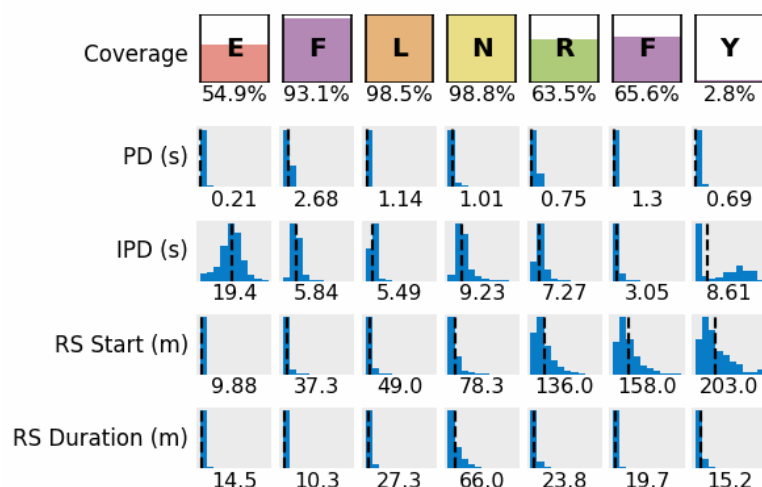 E F L N R F Y
Coverage
54.9% 93.1% 98.5% 98.8% 63.5% 65.6% 2.8%
PD (s)
0.21 2.68 1.14 1.01 0.75 1.3 0.69
IPD (s)
19.4 5.84 5.49 9.23 7.27 3.05 8.61
RS Start (m)
9.88 37.3 49.0 78.3 136.0 158.0 203.0
RS Duration (m)
14.5 10.3 27.3 66.0 23.8 19.7 15.2